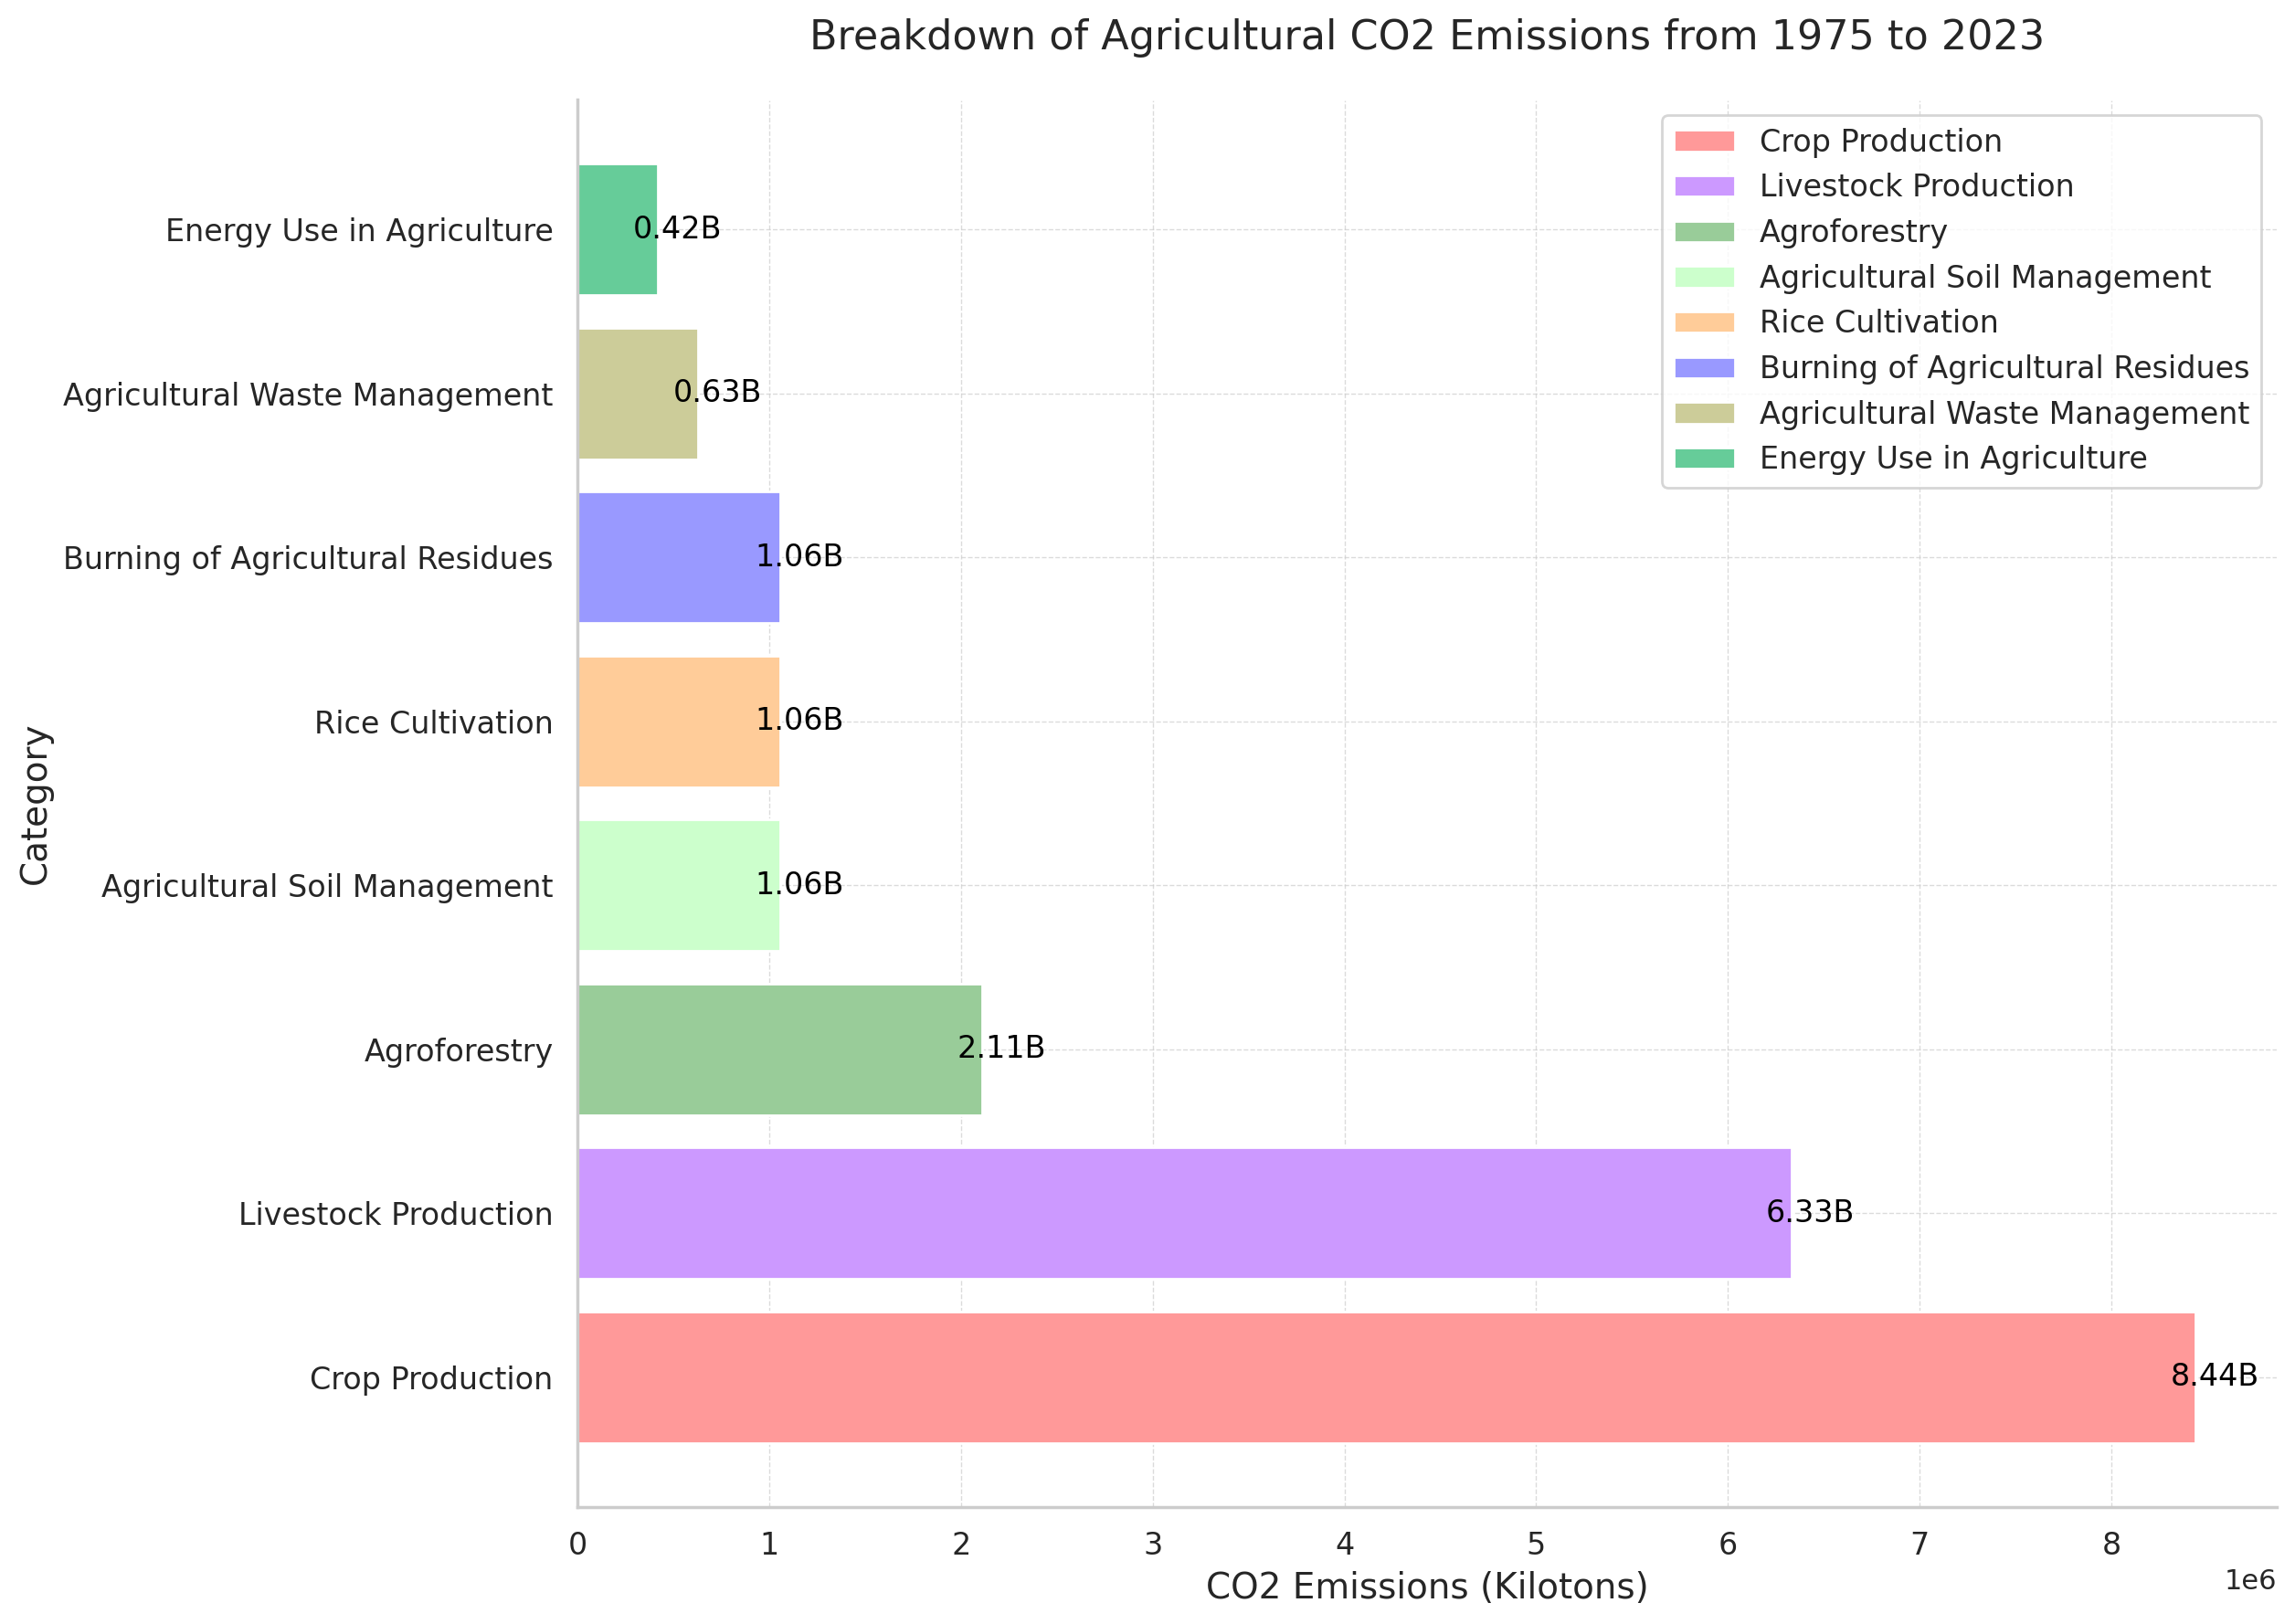 Breakdown of Agricultural CO2 Emissions from 1975 to 2023
Crop Production
Livestock Production
Agroforestry
Agricultural Soil Management
Rice Cultivation
Burning of Agricultural Residues
Agricultural Waste Management
Energy Use in Agriculture
Category
Energy Use in Agriculture 0.42B
Agricultural Waste Management 0.63B
Burning of Agricultural Residues 1.06B
Rice Cultivation 1.06B
Agricultural Soil Management 1.06B
Agroforestry 2.11B
Livestock Production 6.33B
Crop Production 8.44B
0 1 2 3 4 5 6 7 8
1e6
CO2 Emissions (Kilotons)